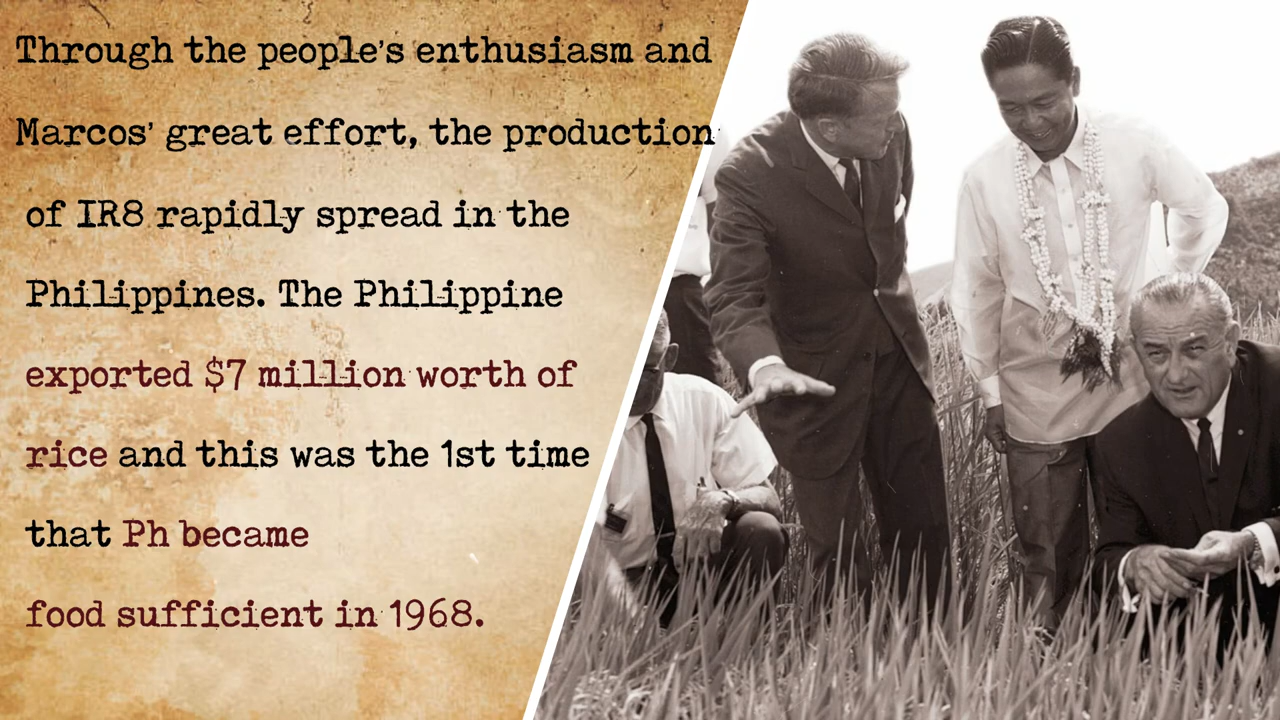 Through the people's enthusiasm and
Marcos' great effort, the production
of IR8 rapidly spread in the
Philippines. The Philippine
exported $7 million worth of
rice and this was the 1st time
that Ph became
food sufficient in 1968.